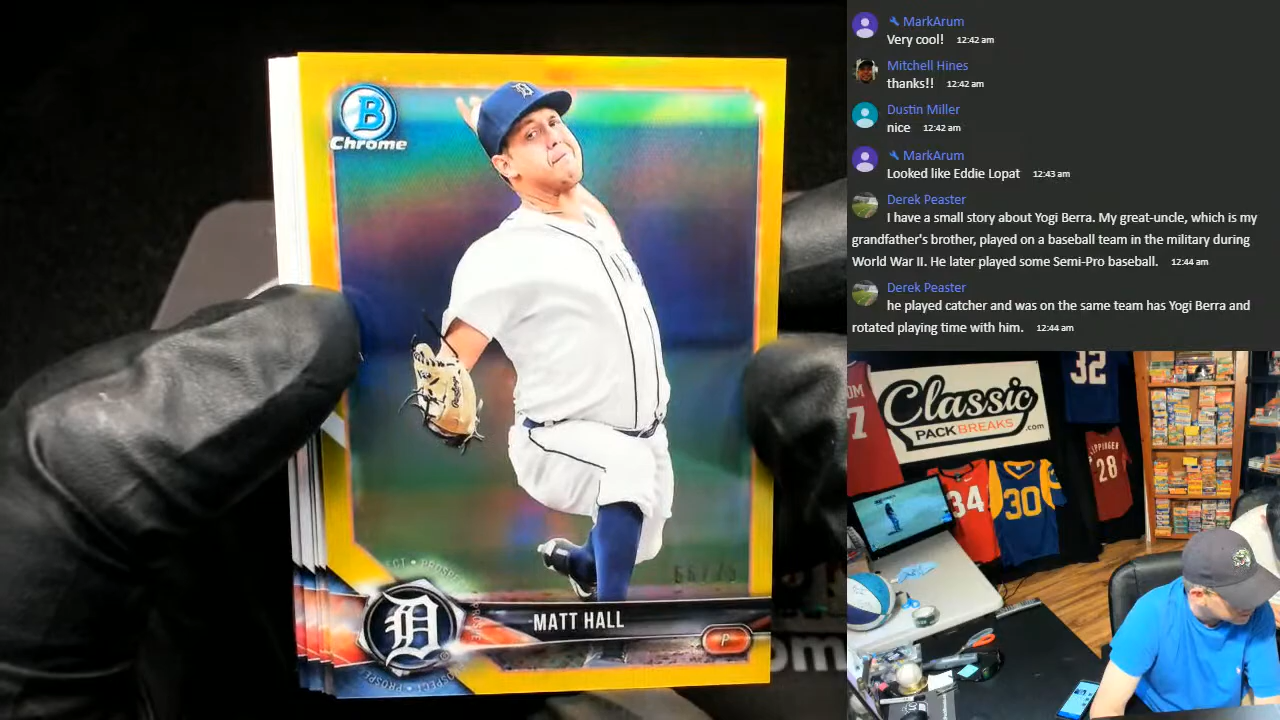 B
Chrome
MATT HALL
P
MarkArum
Very cool! 12:42 am
Mitchell Hines
thanks!! 12:42 am
Dustin Miller
nice 12:42 am
MarkArum
Looked like Eddie Lopat 12:43 am
Derek Peaster
I have a small story about Yogi Berra. My great-uncle, which is my
grandfather's brother, played on a baseball team in the military during
World War II. He later played some Semi-Pro baseball. 12:44 am
Derek Peaster
he played catcher and was on the same team has Yogi Berra and
rotated playing time with him. 12:44 am
Classic
PACKBREAKS.com
32
7
34
30
28